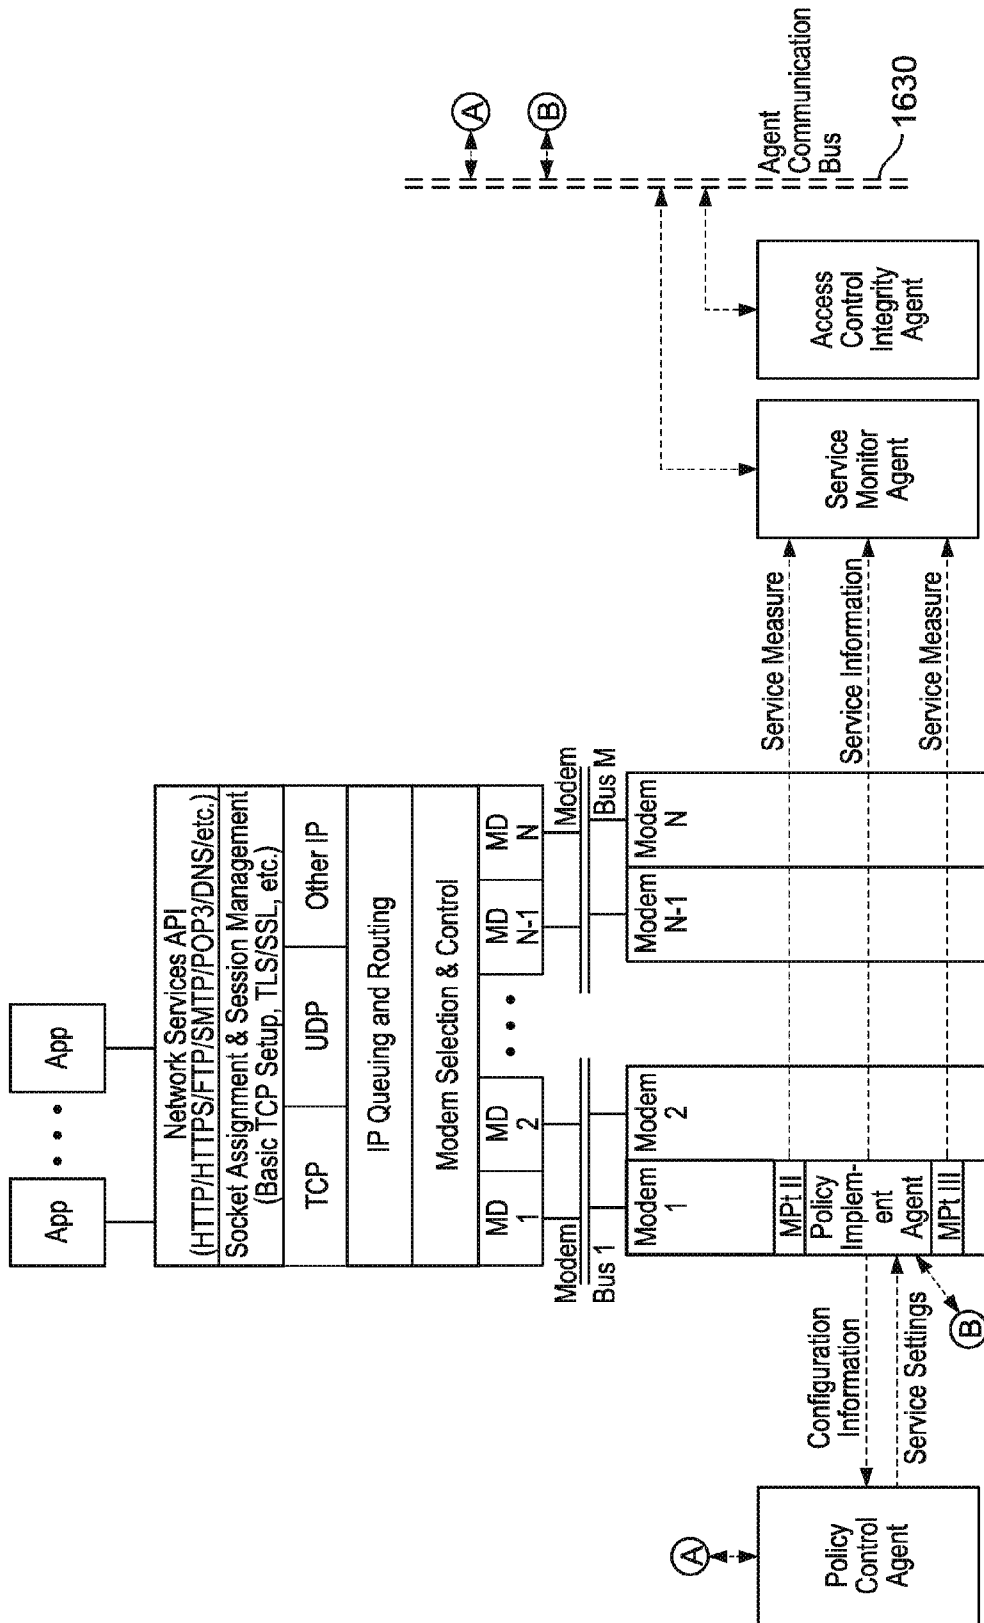 App
• • •
App
Network Services API
(HTTP/HTTPS/FTP/SMTP/POP3/DNS/etc.)
Socket Assignment & Session Management
(Basic TCP Setup, TLS/SSL, etc.)
TCP
UDP
Other IP
IP Queuing and Routing
Modem Selection & Control
MD
1
MD
2
• • •
MD
N-1
MD
N
Modem
Bus 1
Modem
Bus M
Modem
1
Modem
2
Modem
N-1
Modem
N
MPt II
Policy
Implem-
ent
Agent
MPt III
Configuration
Information
Service Settings
B
A
Policy
Control
Agent
Service Measure
Service Information
Service Measure
Service
Monitor
Agent
Access
Control
Integrity
Agent
A
B
Agent
Communication
Bus
1630